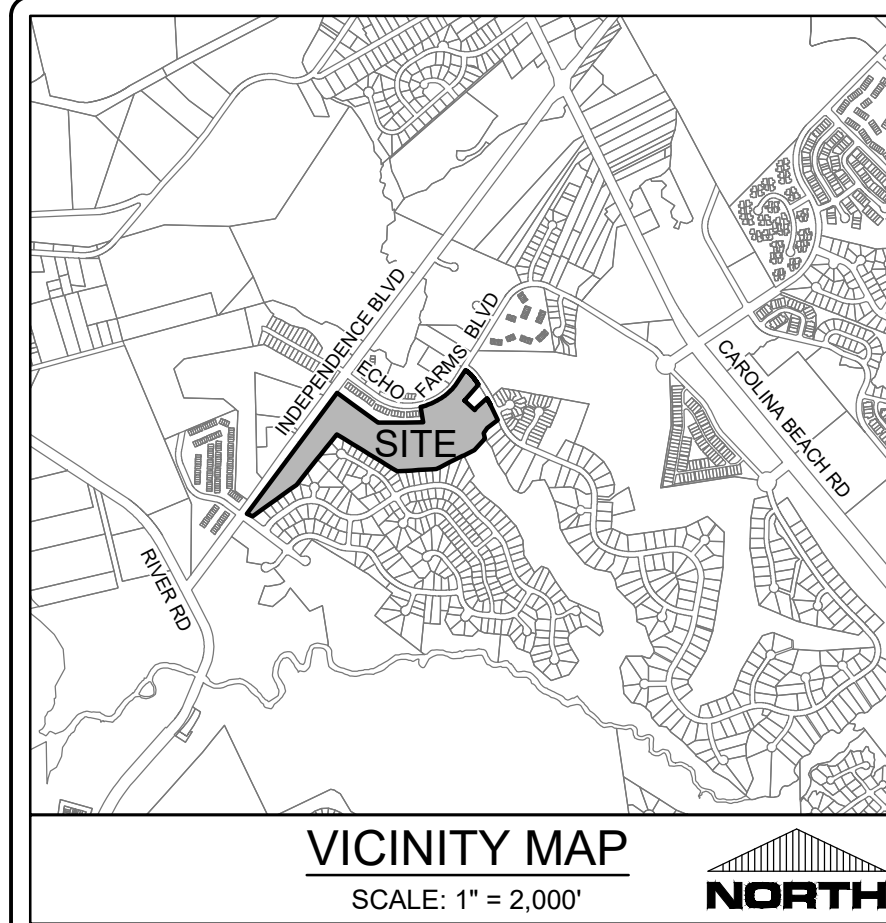 INDEPENDENCE BLVD
ECHO FARMS BLVD
CAROLINA BEACH RD
SITE
RIVER RD
VICINITY MAP
SCALE: 1" = 2,000'
NORTH